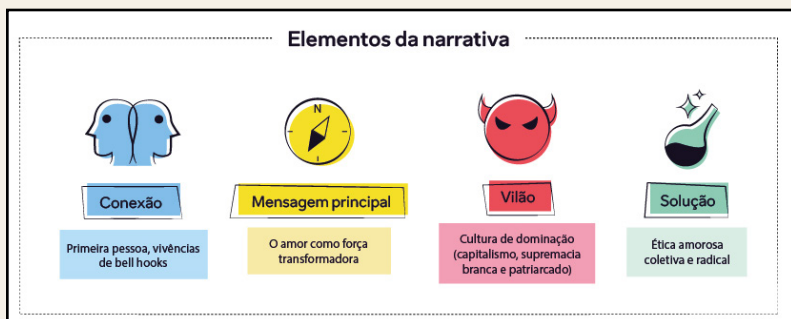 Elementos da narrativa
N
Conexão
Primeira pessoa, vivências
de bell hooks
Mensagem principal
O amor como força
transformadora
Vilão
Cultura de dominação
(capitalismo, supremacia
branca e patriarcado)
Solução
Ética amorosa
coletiva e radical